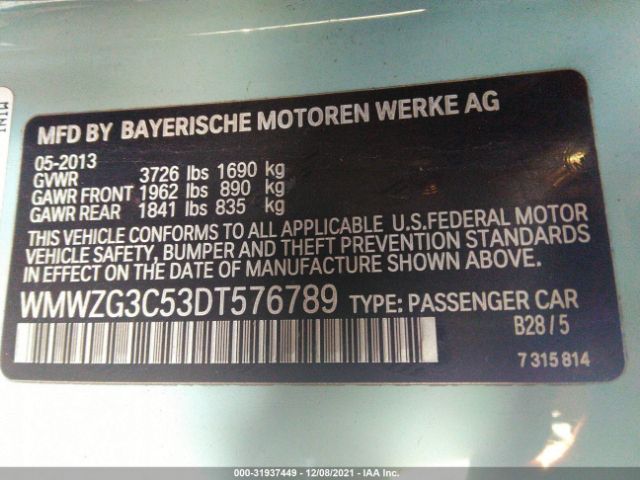 MINI
MFD BY BAYERISCHE MOTOREN WERKE AG
05-2013
GVWR 3726 lbs 1690 kg
GAWR FRONT 1962 lbs 890 kg
GAWR REAR 1841 lbs 835 kg
THIS VEHICLE CONFORMS TO ALL APPLICABLE U.S.FEDERAL MOTOR
VEHICLE SAFETY, BUMPER AND THEFT PREVENTION STANDARDS
IN EFFECT ON THE DATE OF MANUFACTURE SHOWN ABOVE.
WMWZG3C53DT576789 TYPE: PASSENGER CAR
B28 / 5
7 315 814
000-31937449 - 12/08/2021 - IAA Inc.